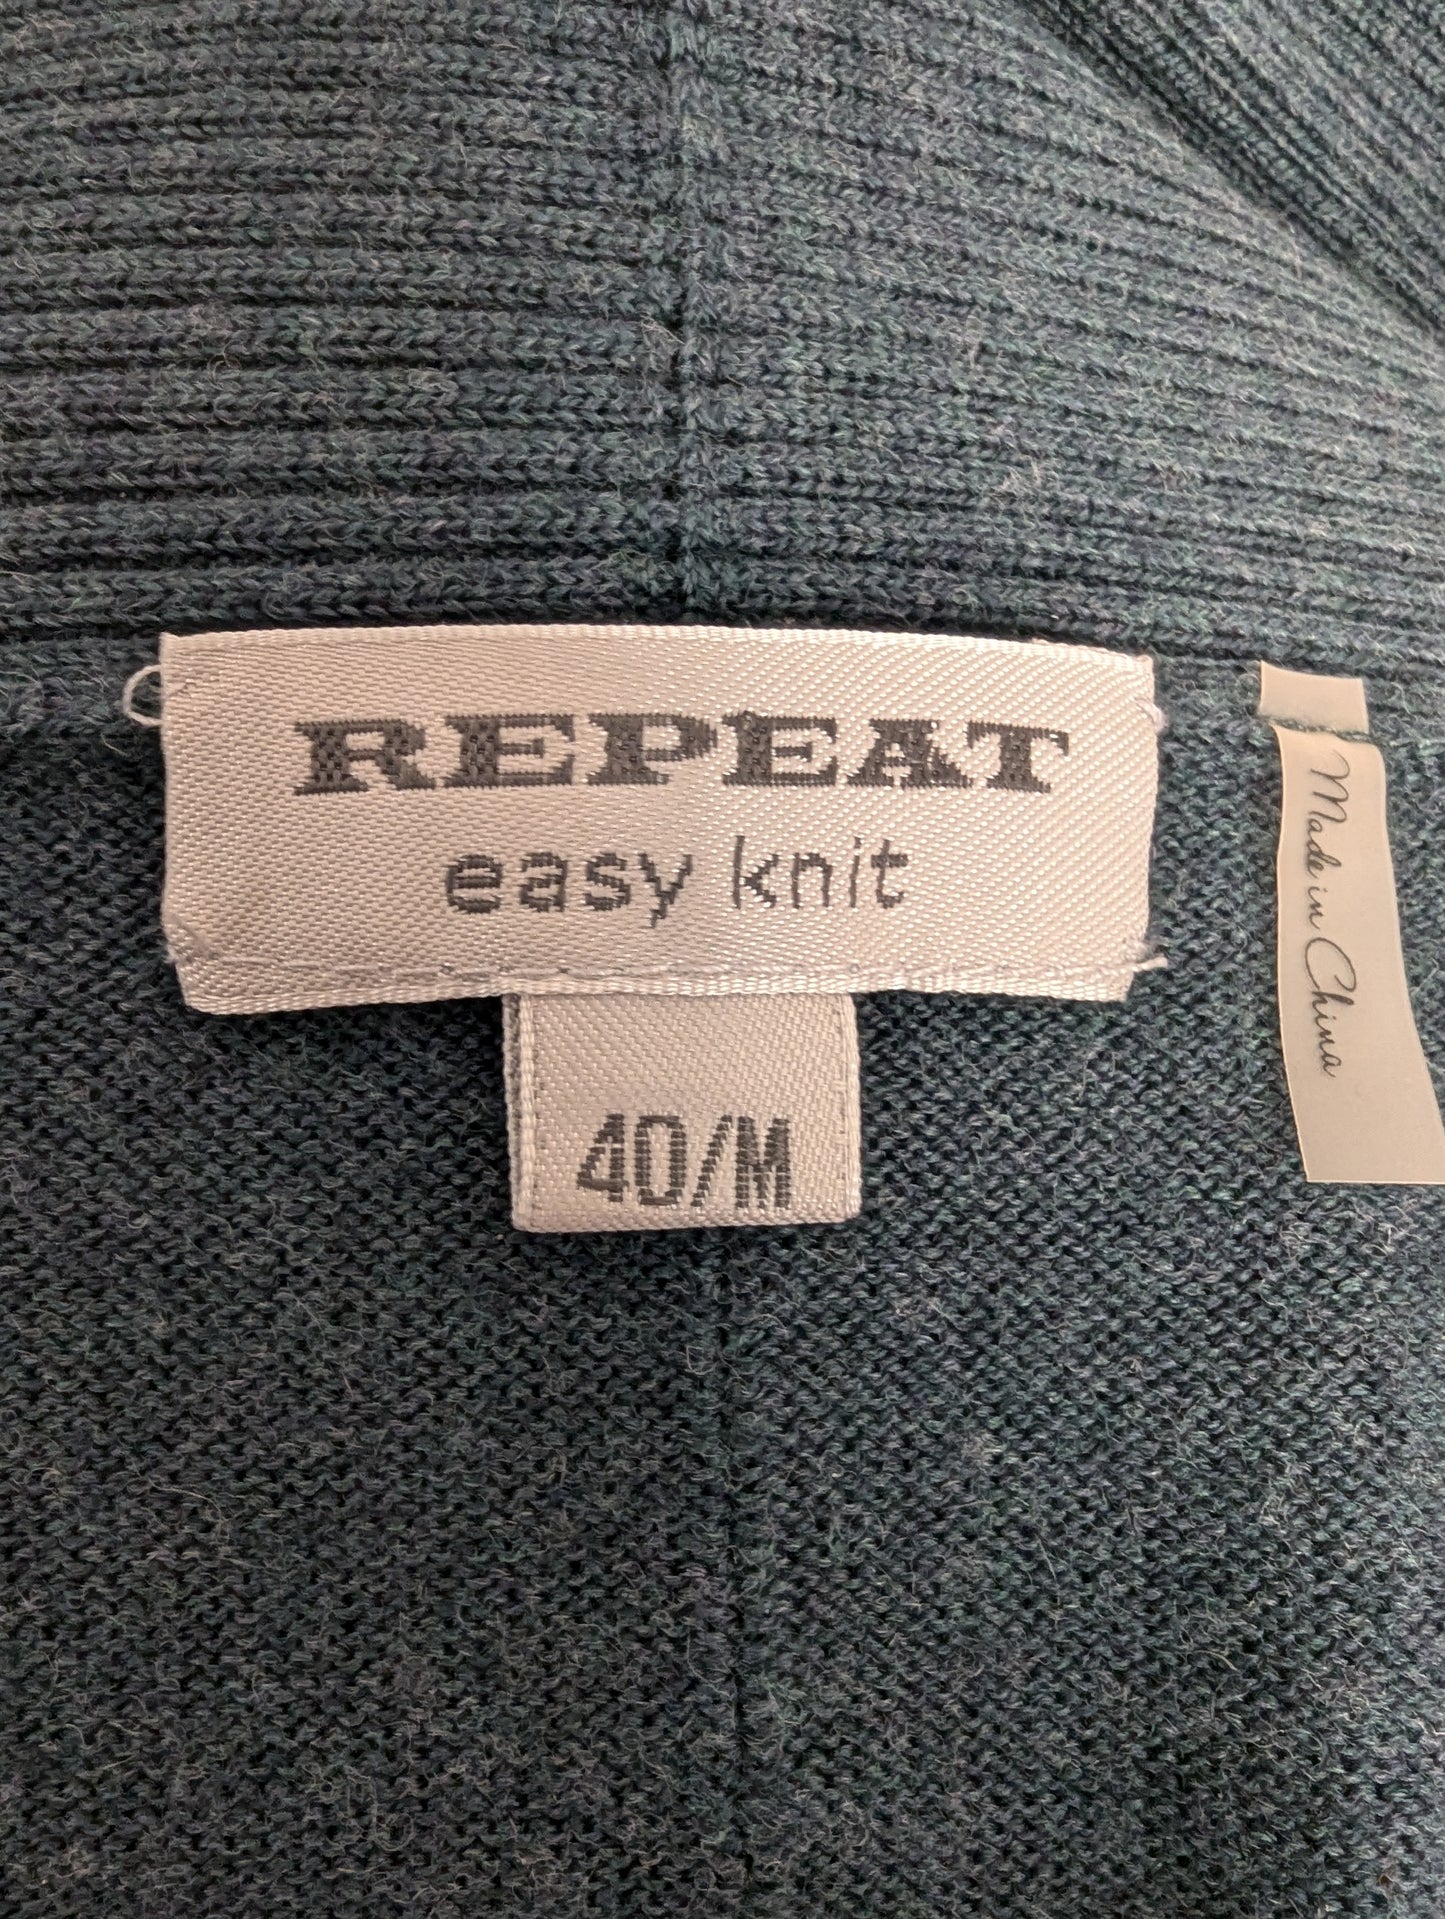 REPEAT
easy knit
40/M
Made in China